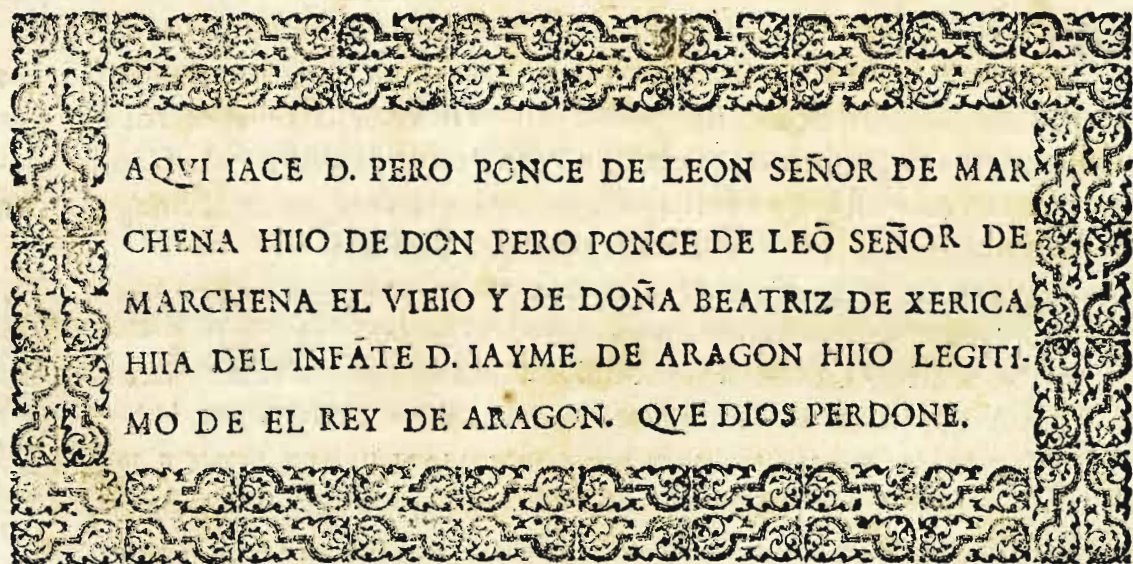 AQVI IACE D. PERO PONCE DE LEON SEÑOR DE MAR
CHENA HIIO DE DON PERO PONCE DE LEÕ SEÑOR DE
MARCHENA EL VIEIO Y DE DOÑA BEATRIZ DE XERICA
HIIA DEL INFÃTE D. IAYME DE ARAGON HIIO LEGITI-
MO DE EL REY DE ARAGON. QVE DIOS PERDONE.